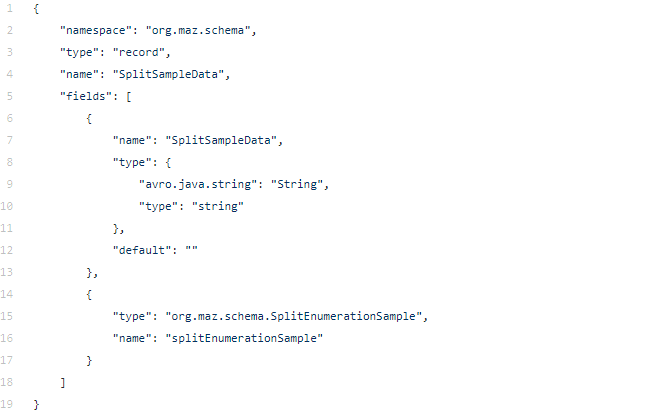 1 {
2     "namespace": "org.maz.schema",
3     "type": "record",
4     "name": "SplitSampleData",
5     "fields": [
6         {
7             "name": "SplitSampleData",
8             "type": {
9                 "avro.java.string": "String",
10                 "type": "string"
11             },
12             "default": ""
13         },
14         {
15             "type": "org.maz.schema.SplitEnumerationSample",
16             "name": "splitEnumerationSample"
17         }
18     ]
19 }